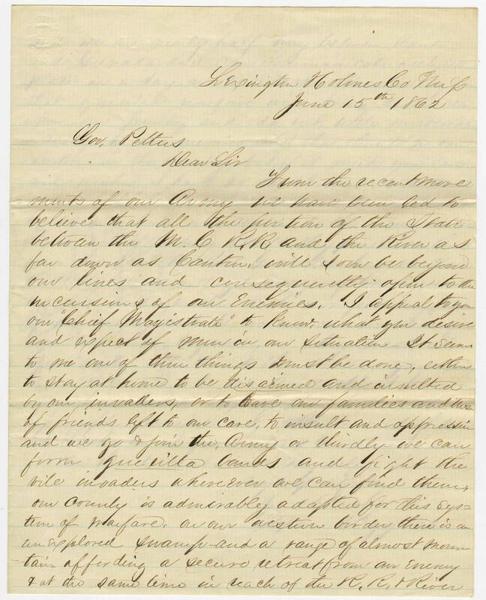 Lexington Holmes Co Miss
June 15th 1862
Gov. Pettus
Dear Sir
From the recent move
ments of our Army we have been led to
believe that all the portion of the State
between the M. C R.R and the River as
far down as Canton, will soon be beyond
our lines and consequently open to the
incursions of our Enemies. I appeal to you
our "Chief Magistrate" to know, what you desire
and expect of men in our situation It seems
to me one of three things must be done, either
to stay at home to be disarmed and insulted
by our invaders, or to leave our families and those
of friends left to our care, to insult and oppression
and we go & join the Army or thirdly we can
form guerilla bands and fight the
vile invaders wherever we can find them,
our county is admirably adapted for this sys-
tem of warfare, on our western border there is an
unexplored swamp and a range of almost moun
tain affording a secure retreat from an enemy
& at the same time in reach of the R. R. & River